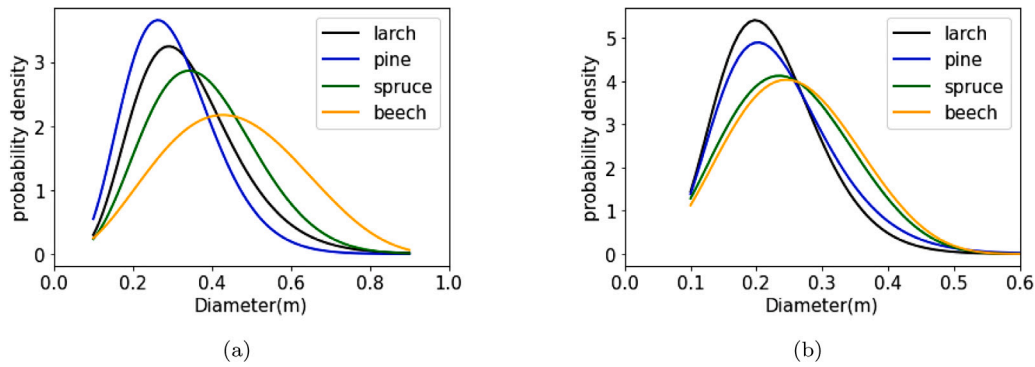 probability density
3
2
1
0
0.0 0.2 0.4 0.6 0.8 1.0
Diameter(m)
larch
pine
spruce
beech
(a)
probability density
5
4
3
2
1
0
0.0 0.1 0.2 0.3 0.4 0.5 0.6
Diameter(m)
larch
pine
spruce
beech
(b)